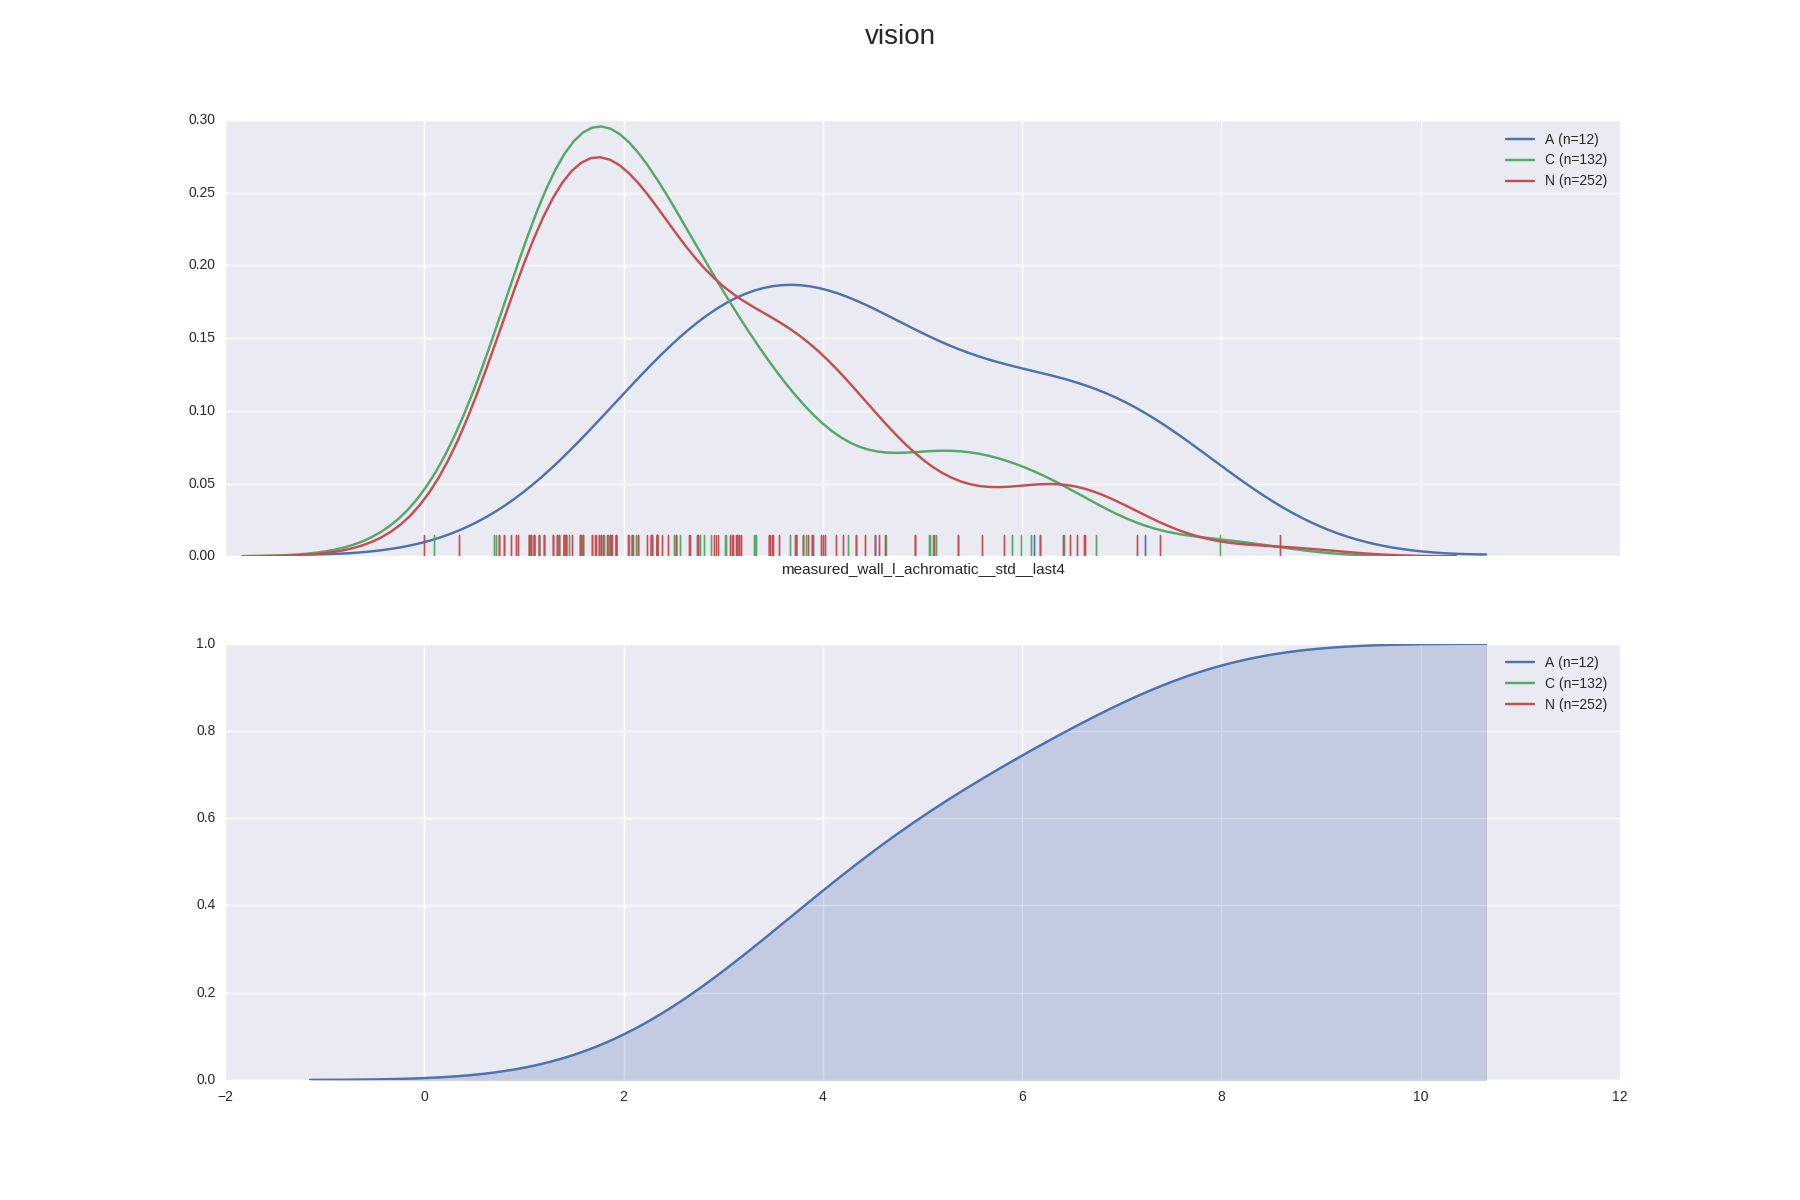 vision
0.30
0.25
0.20
0.15
0.10
0.05
0.00
A (n=12)
C (n=132)
N (n=252)
measured_wall_l_achromatic__std__last4
1.0
0.8
0.6
0.4
0.2
0.0
A (n=12)
C (n=132)
N (n=252)
−2 0 2 4 6 8 10 12